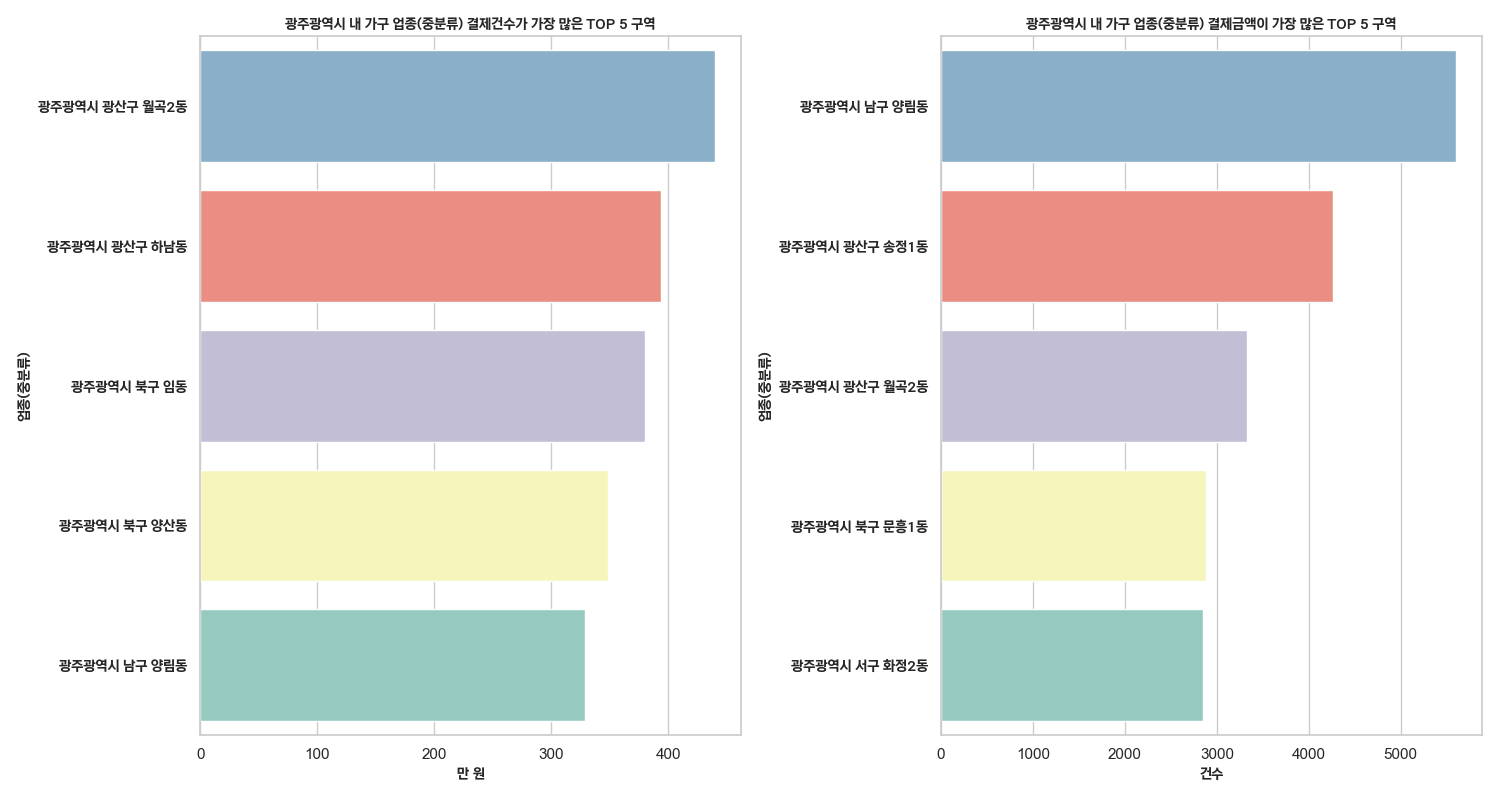 광주광역시 내 가구 업종(중분류) 결제건수가 가장 많은 TOP 5 구역
광주광역시 광산구 월곡2동
광주광역시 광산구 하남동
광주광역시 북구 임동
광주광역시 북구 양산동
광주광역시 남구 양림동
업종(중분류)
0 100 200 300 400
만 원
광주광역시 내 가구 업종(중분류) 결제금액이 가장 많은 TOP 5 구역
광주광역시 남구 양림동
광주광역시 광산구 송정1동
광주광역시 광산구 월곡2동
광주광역시 북구 문흥1동
광주광역시 서구 화정2동
업종(중분류)
0 1000 2000 3000 4000 5000
건수